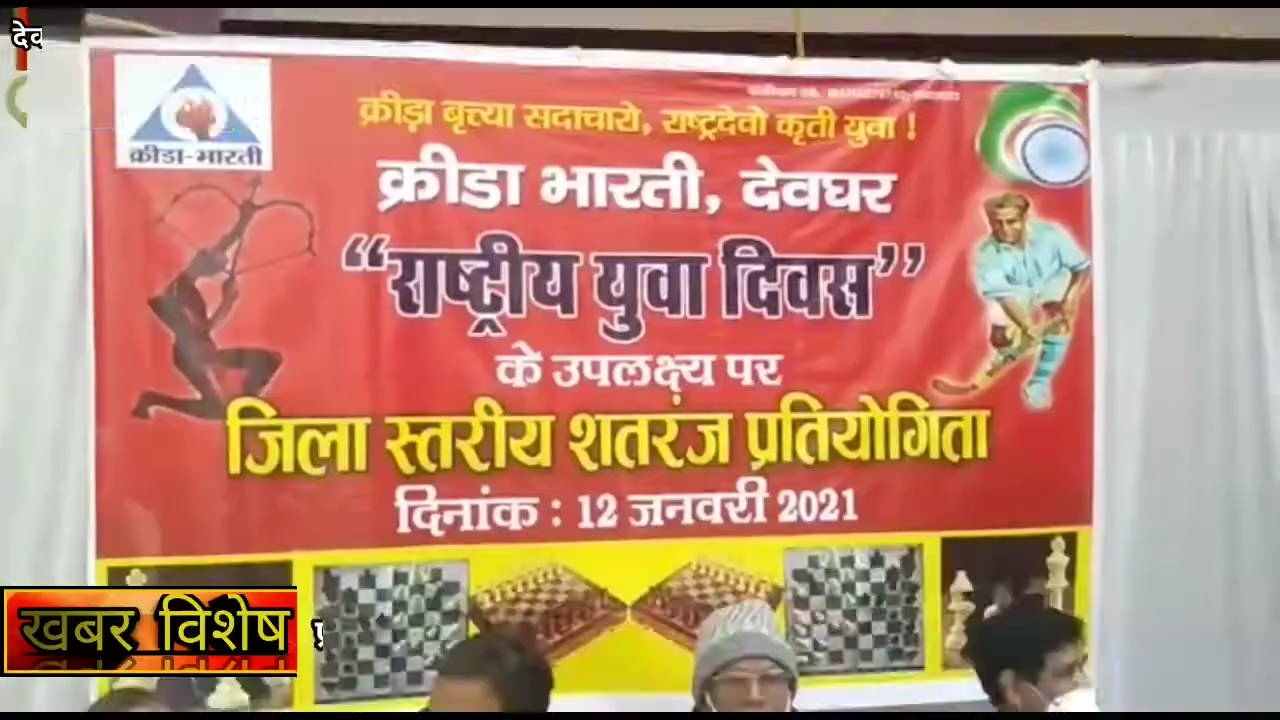 देव
क्रीडा-भारती
क्रीड़ा बृत्त्या सदाचारो, राष्ट्रदेवो कृती युवा !
क्रीडा भारती, देवघर
“राष्ट्रीय युवा दिवस”
के उपलक्ष्य पर
जिला स्तरीय शतरंज प्रतियोगिता
दिनांक : 12 जनवरी 2021
खबर विशेष